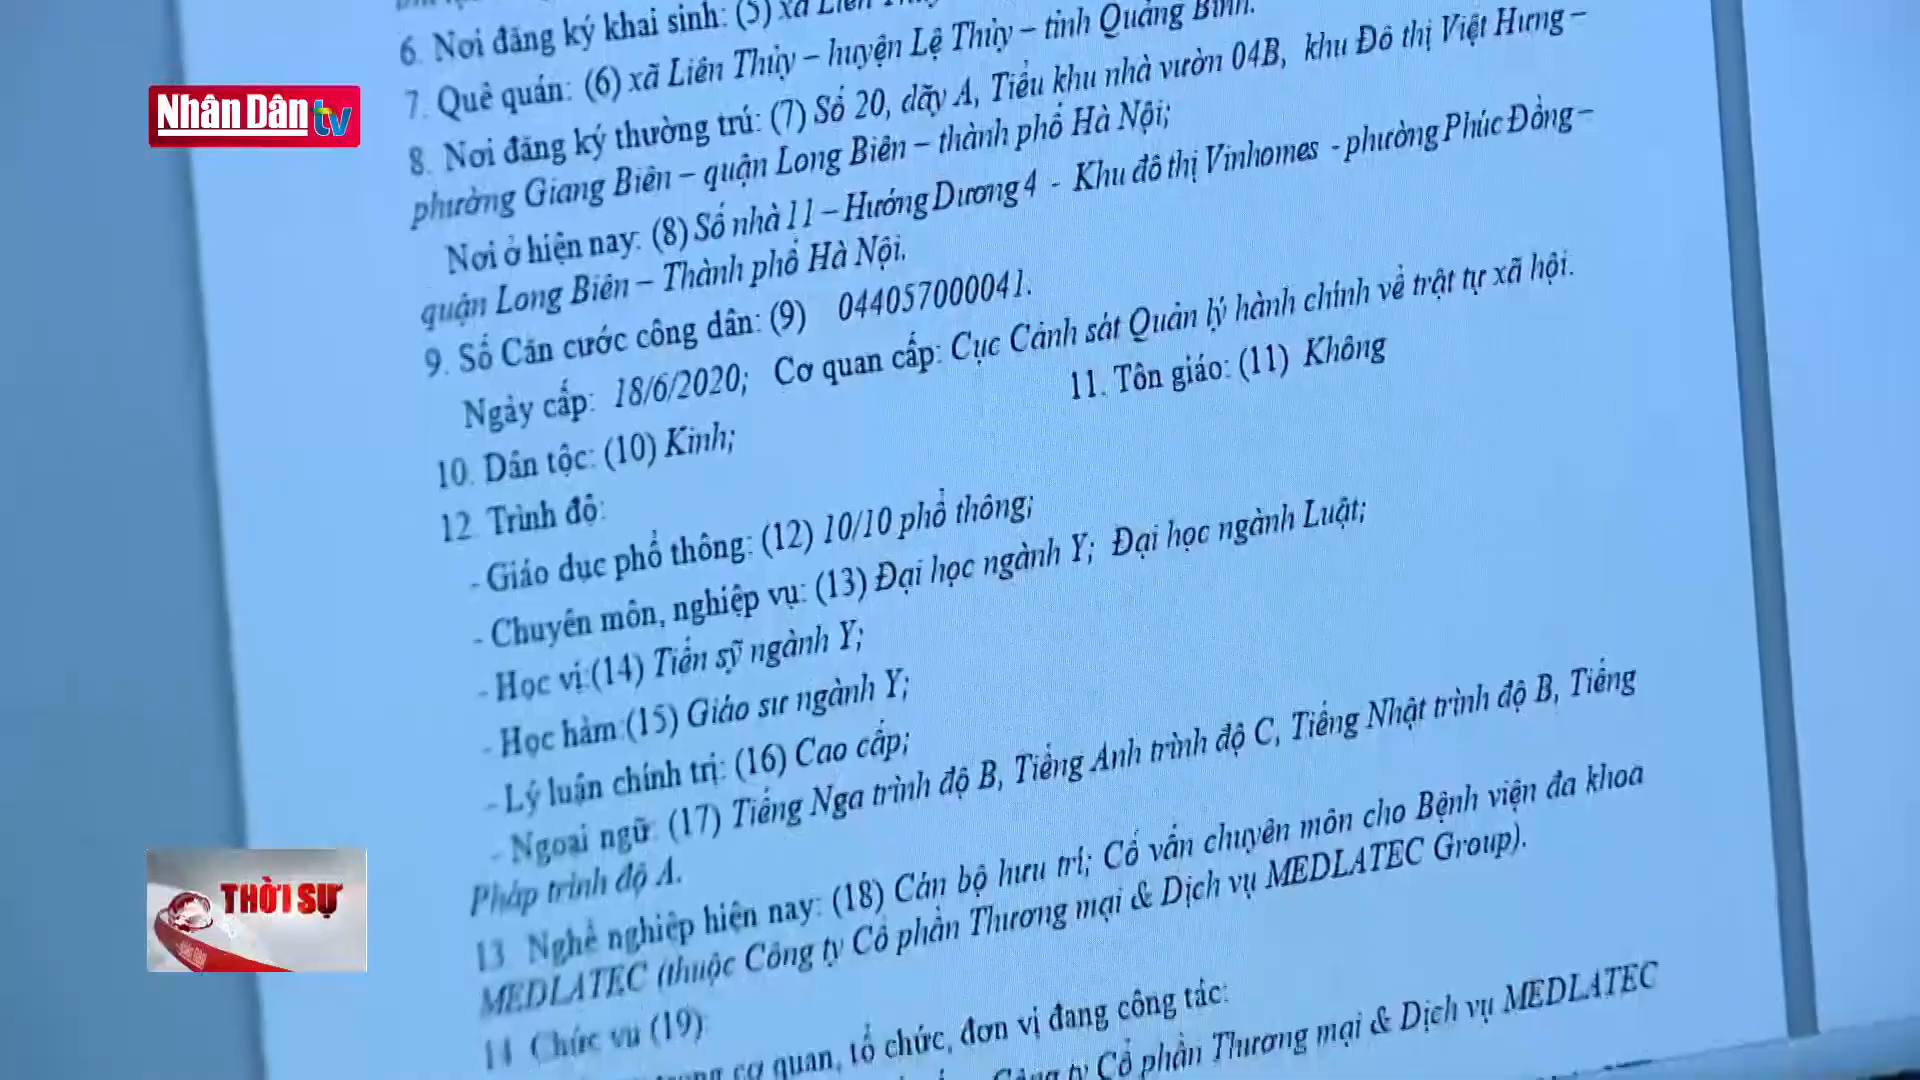 6. Nơi đăng ký khai sinh: (5) xã Liên
7. Quê quán: (6) xã Liên Thủy – huyện Lệ Thủy – tỉnh Quảng Bình.
8. Nơi đăng ký thường trú: (7) Số 20, dãy A, Tiểu khu nhà vườn 04B, khu Đô thị Việt Hưng –
phường Giang Biên – quận Long Biên – thành phố Hà Nội;
Nơi ở hiện nay: (8) Số nhà 11 – Hướng Dương 4 - Khu đô thị Vinhomes - phường Phúc Đồng –
quận Long Biên – Thành phố Hà Nội.
9. Số Căn cước công dân: (9) 044057000041.
Ngày cấp: 18/6/2020; Cơ quan cấp: Cục Cảnh sát Quản lý hành chính về trật tự xã hội.
10. Dân tộc: (10) Kinh; 11. Tôn giáo: (11) Không
12. Trình độ:
- Giáo dục phổ thông: (12) 10/10 phổ thông;
- Chuyên môn, nghiệp vụ: (13) Đại học ngành Y; Đại học ngành Luật;
- Học vị:(14) Tiến sỹ ngành Y;
- Học hàm:(15) Giáo sư ngành Y;
- Lý luận chính trị: (16) Cao cấp;
- Ngoại ngữ: (17) Tiếng Nga trình độ B, Tiếng Anh trình độ C, Tiếng Nhật trình độ B, Tiếng
Pháp trình độ A.
13. Nghề nghiệp hiện nay: (18) Cán bộ hưu trí; Cố vấn chuyên môn cho Bệnh viện đa khoa
MEDLATEC (thuộc Công ty Cổ phần Thương mại & Dịch vụ MEDLATEC Group).
14. Chức vụ (19)
cơ quan, tổ chức, đơn vị đang công tác:
Công ty Cổ phần Thương mại & Dịch vụ MEDLATEC
Nhân Dân tv
THỜI SỰ